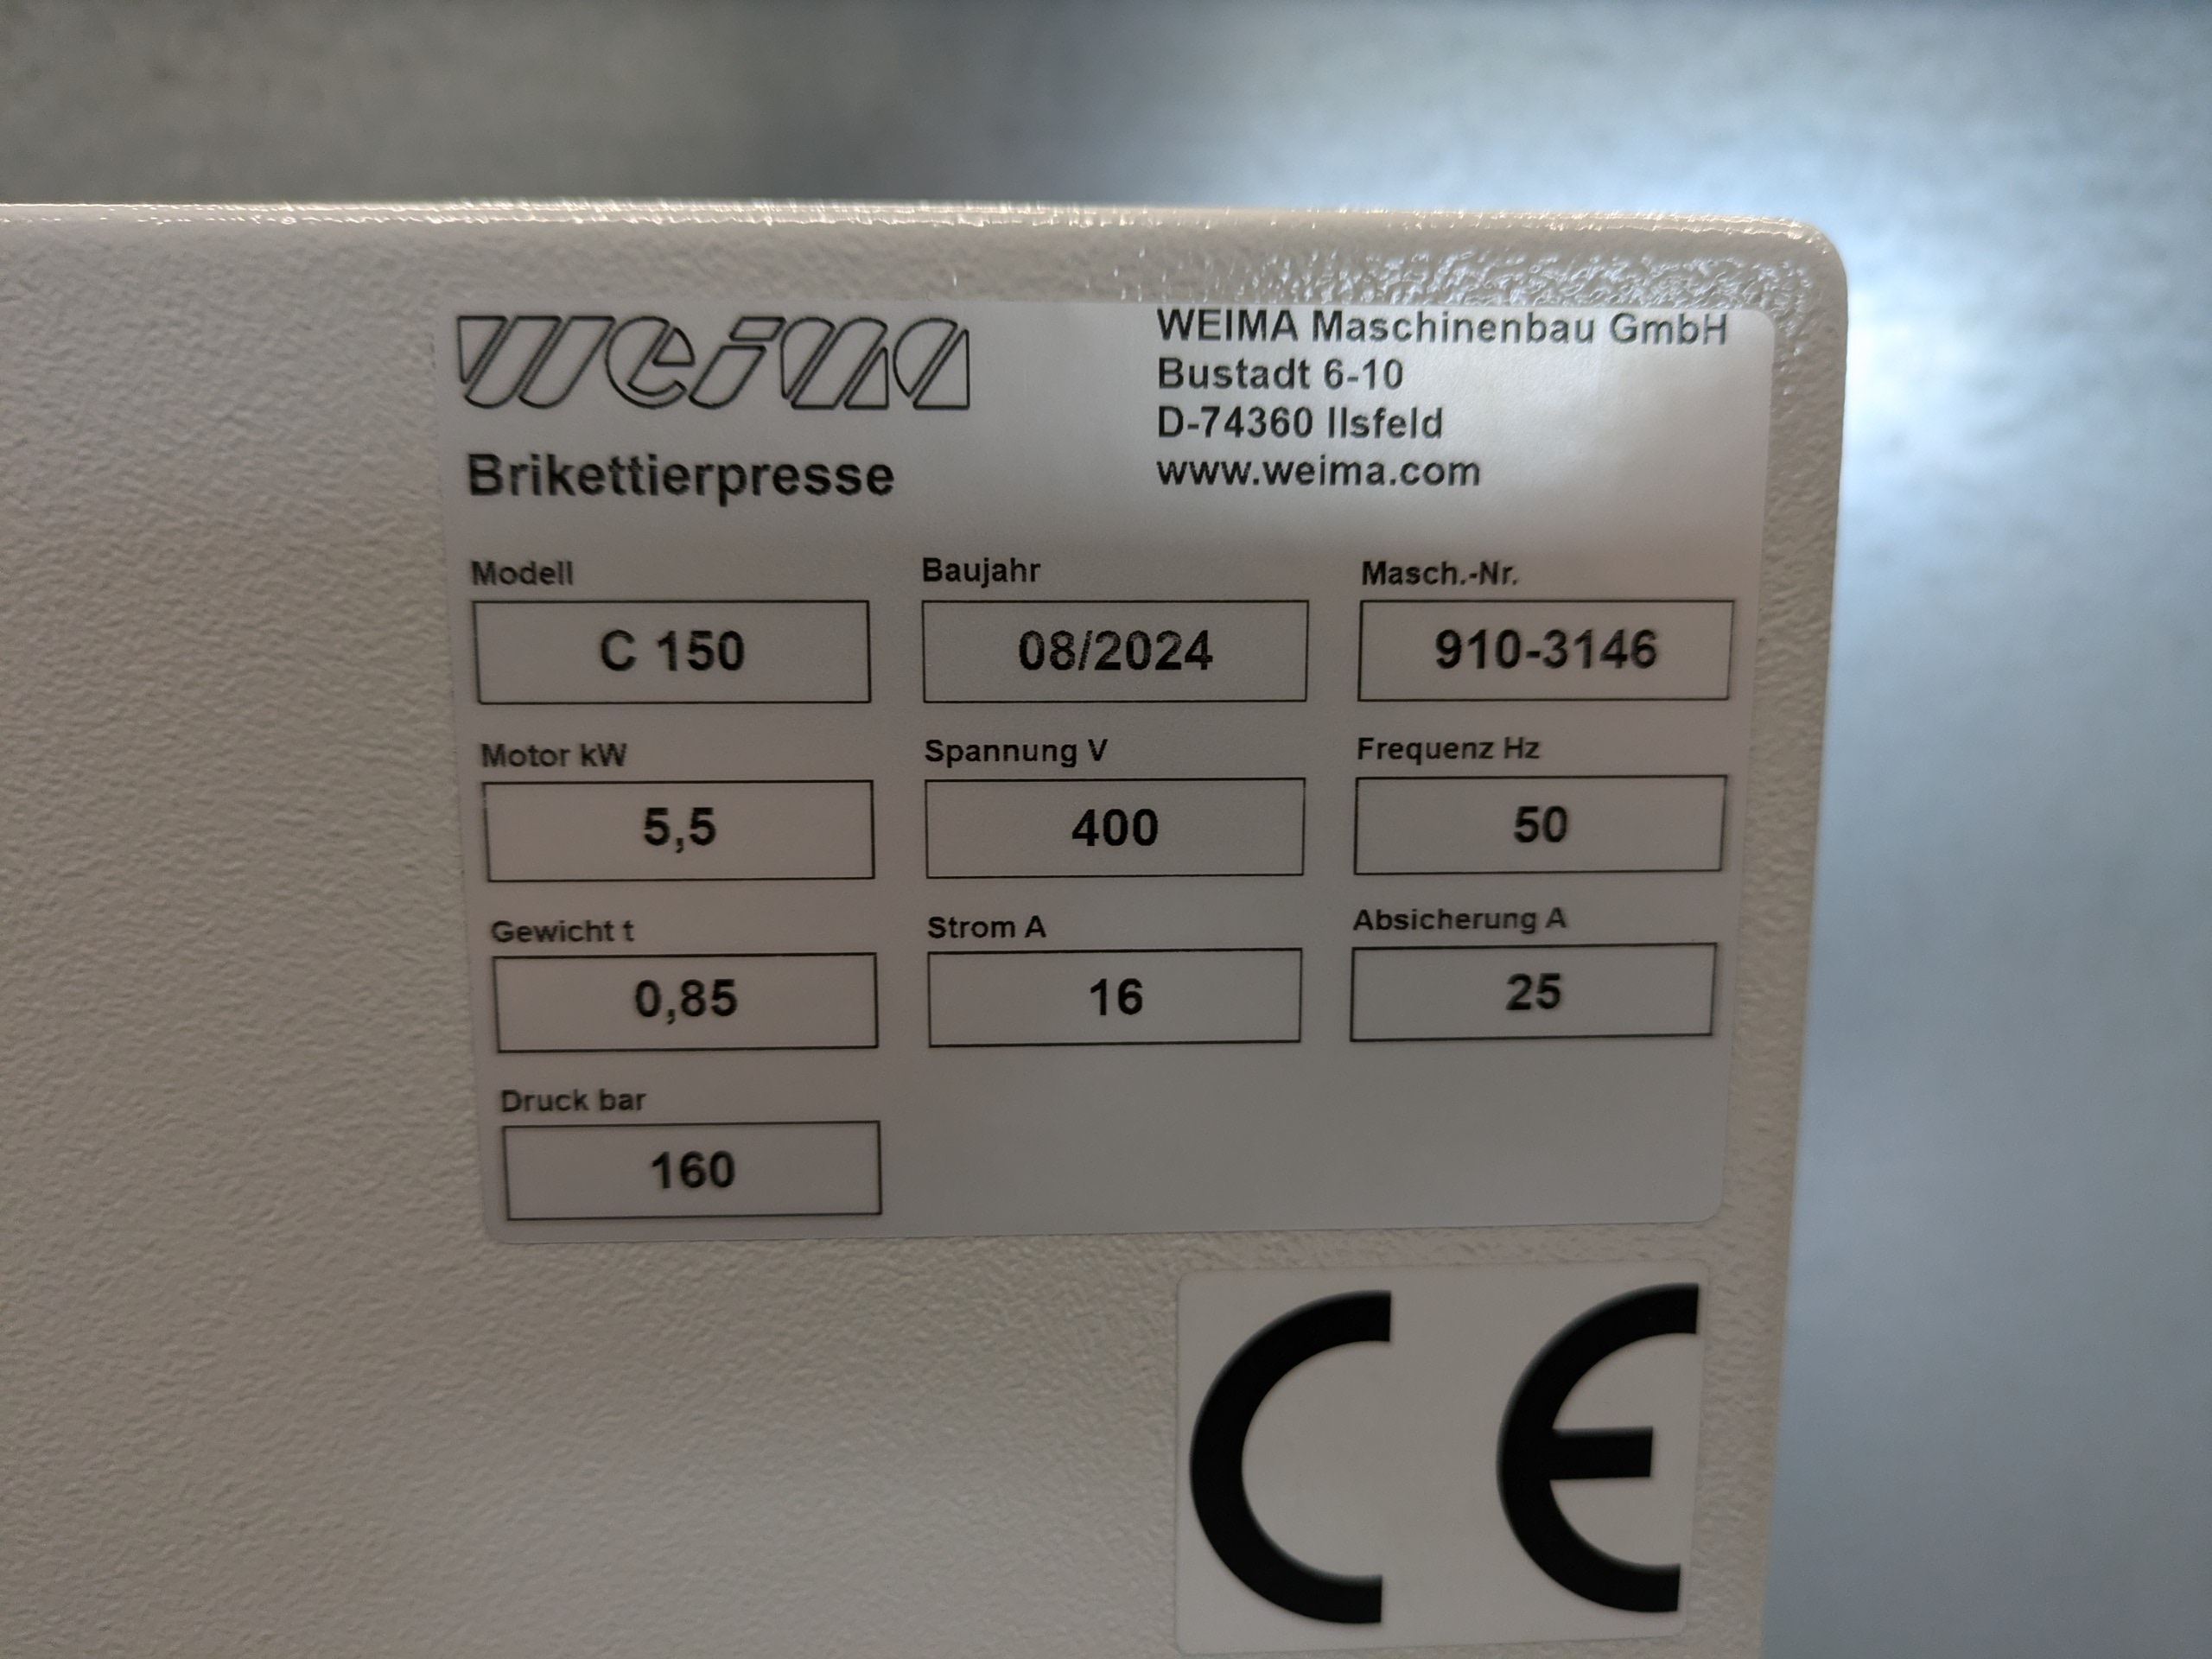 weima
WEIMA Maschinenbau GmbH
Bustadt 6-10
D-74360 Ilsfeld
www.weima.com
Brikettierpresse
Modell Baujahr Masch.-Nr.
C 150 08/2024 910-3146
Motor kW Spannung V Frequenz Hz
5,5 400 50
Gewicht t Strom A Absicherung A
0,85 16 25
Druck bar
160
CE